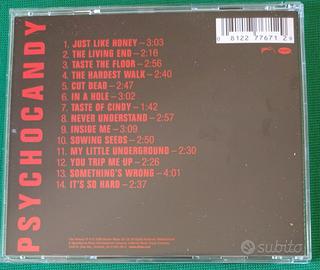 PSYCHOCANDY
1. JUST LIKE HONEY – 3:03
2. THE LIVING END – 2:16
3. TASTE THE FLOOR – 2:56
4. THE HARDEST WALK – 2:40
5. CUT DEAD – 4:47
6. IN A HOLE – 3:02
7. TASTE OF CINDY – 1:42
8. NEVER UNDERSTAND – 2:57
9. INSIDE ME – 3:09
10. SOWING SEEDS – 2:50
11. MY LITTLE UNDERGROUND – 2:30
12. YOU TRIP ME UP – 2:26
13. SOMETHING'S WRONG – 4:01
14. IT'S SO HARD – 2:37
0 81227 77671 2
subito